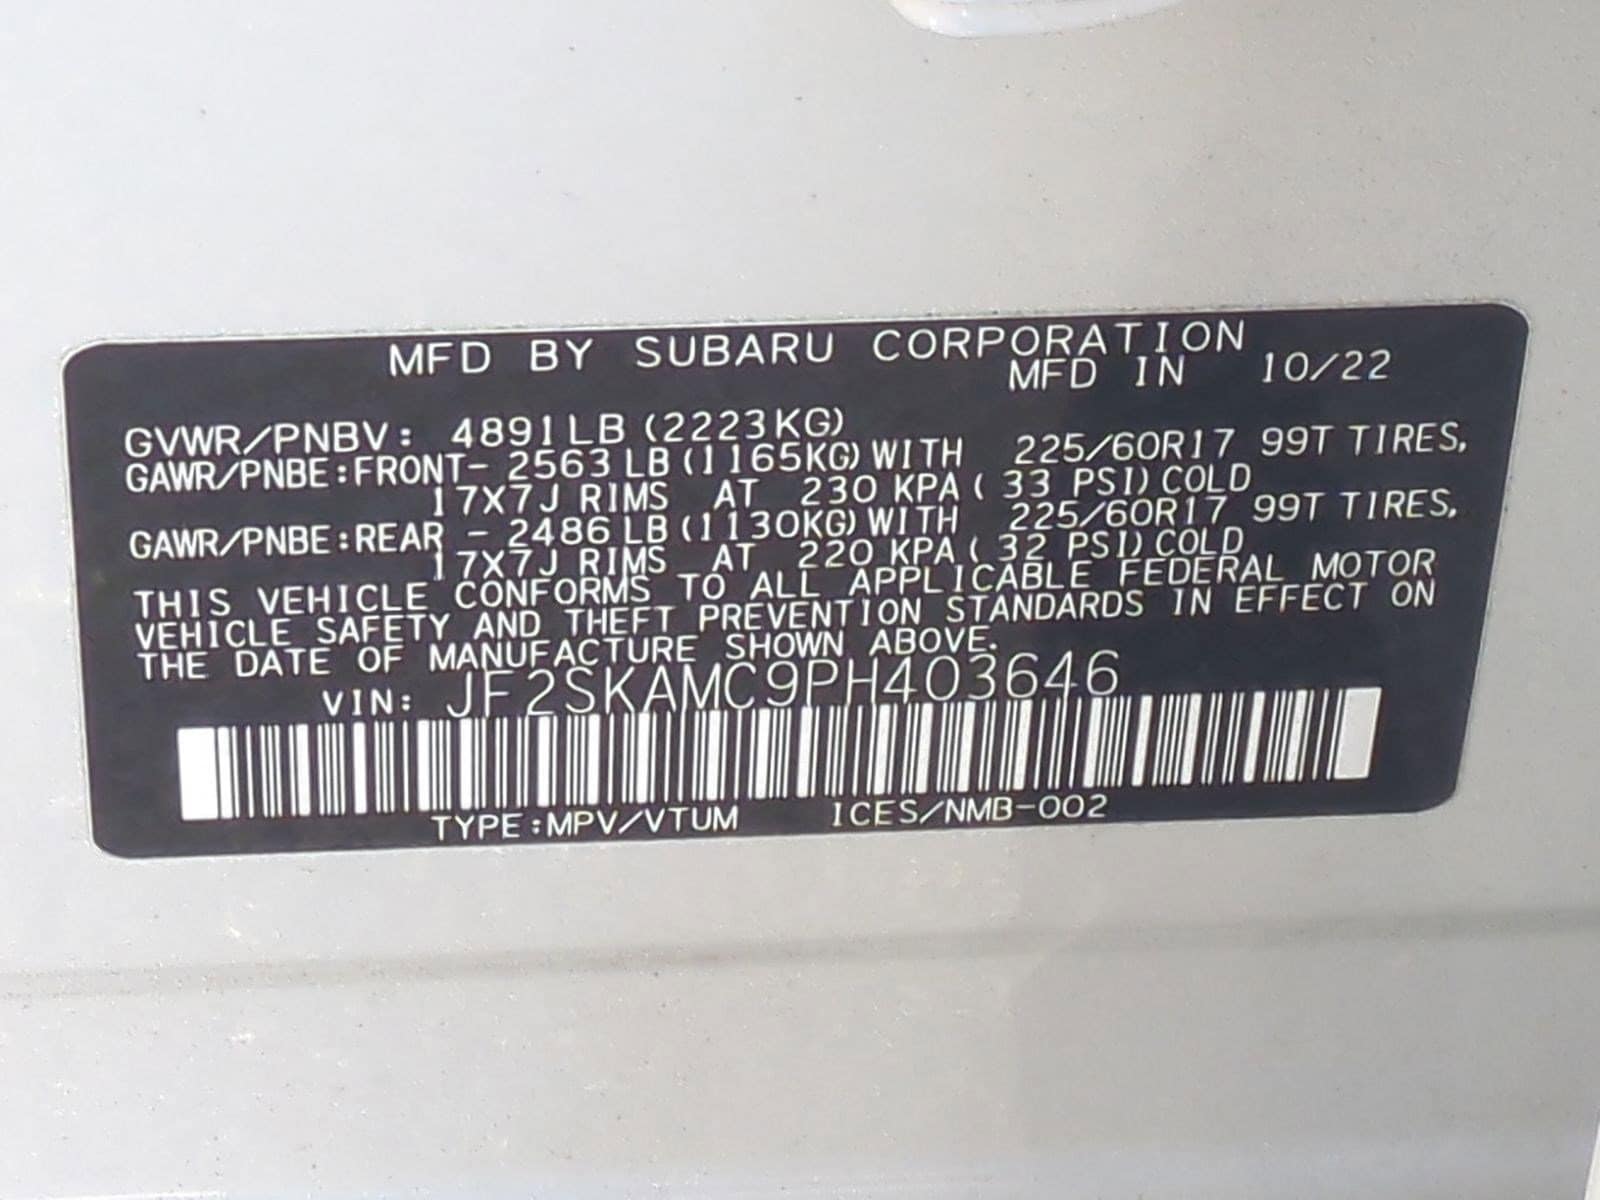 MFD BY SUBARU CORPORATION
MFD IN 10/22
GVWR/PNBV: 4891LB (2223KG)
GAWR/PNBE:FRONT- 2563 LB (1165KG) WITH 225/60R17 99T TIRES,
17X7J RIMS AT 230 KPA ( 33 PSI) COLD
GAWR/PNBE:REAR - 2486 LB (1130KG) WITH 225/60R17 99T TIRES,
17X7J RIMS AT 220 KPA ( 32 PSI) COLD
THIS VEHICLE CONFORMS TO ALL APPLICABLE FEDERAL MOTOR
VEHICLE SAFETY AND THEFT PREVENTION STANDARDS IN EFFECT ON
THE DATE OF MANUFACTURE SHOWN ABOVE.
VIN: JF2SKAMC9PH403646
TYPE:MPV/VTUM ICES/NMB-002